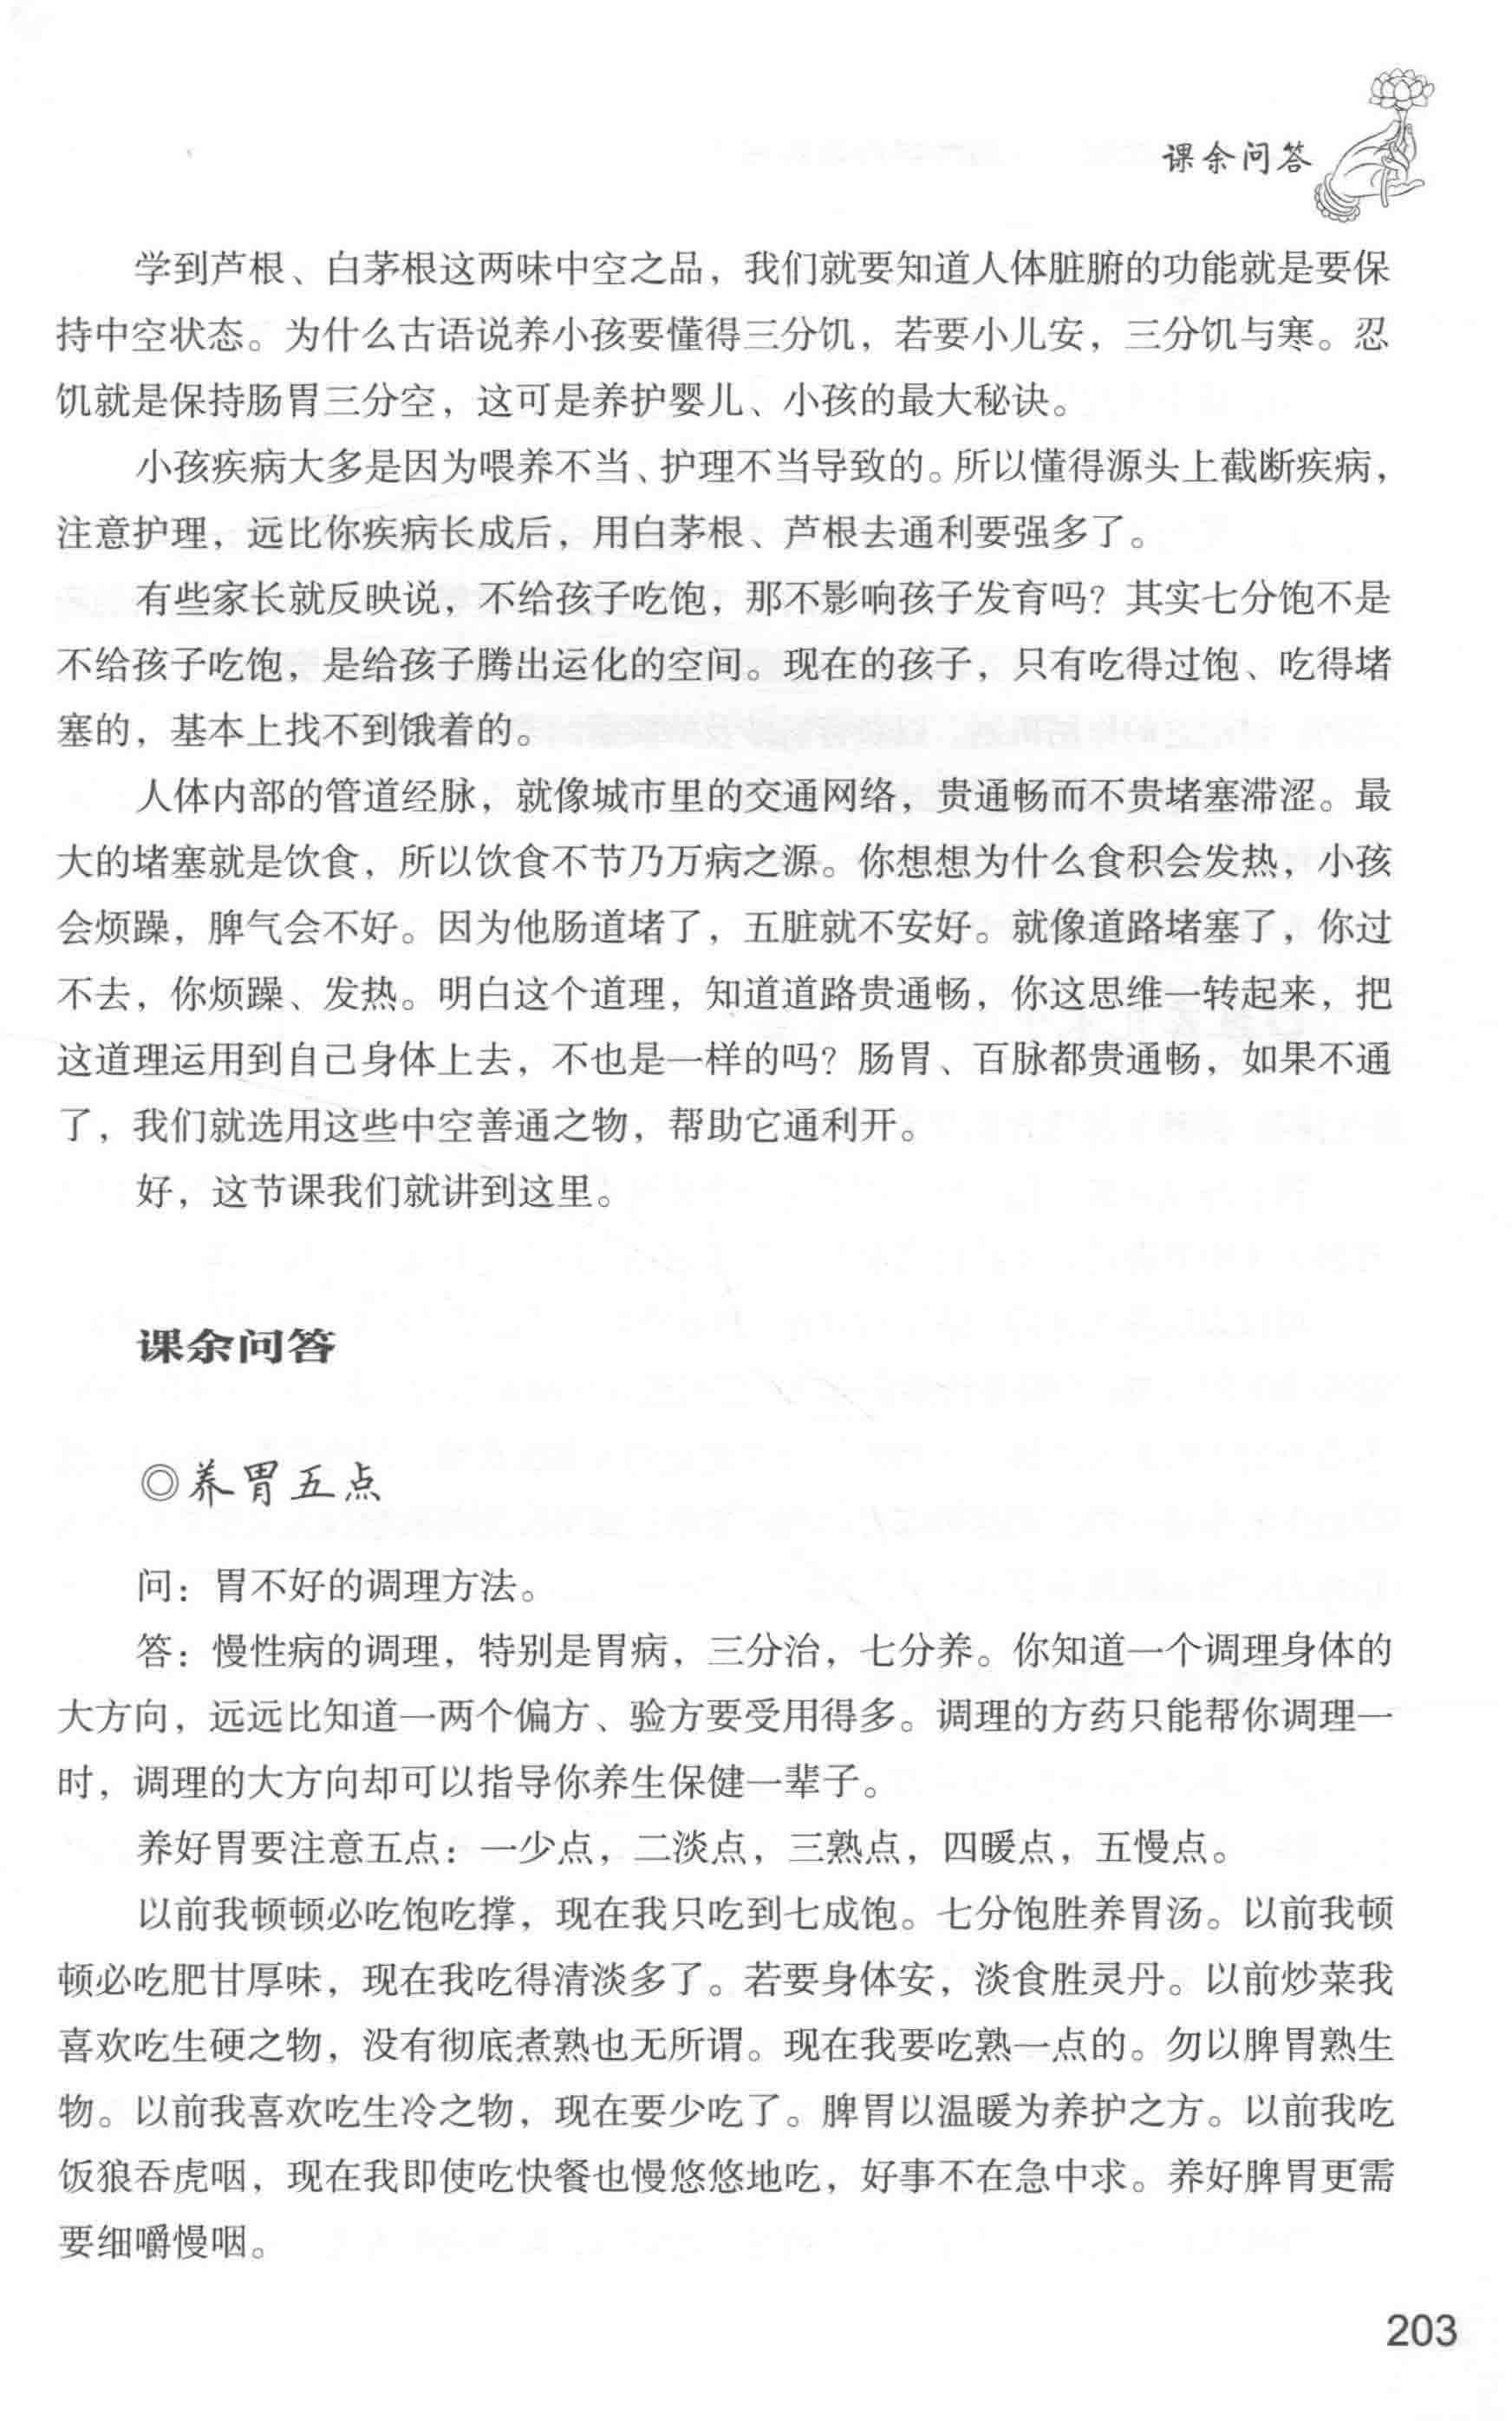 课余问答
学到芦根、白茅根这两味中空之品，我们就要知道人体脏腑的功能就是要保
持中空状态。为什么古语说养小孩要懂得三分饥，若要小儿安，三分饥与寒。忍
饥就是保持肠胃三分空，这可是养护婴儿、小孩的最大秘诀。
小孩疾病大多是因为喂养不当、护理不当导致的。所以懂得源头上截断疾病，
注意护理，远比你疾病长成后，用白茅根、芦根去通利要强多了。
有些家长就反映说，不给孩子吃饱，那不影响孩子发育吗？其实七分饱不是
不给孩子吃饱，是给孩子腾出运化的空间。现在的孩子，只有吃得过饱、吃得堵
塞的，基本上找不到饿着的。
人体内部的管道经脉，就像城市里的交通网络，贵通畅而不贵堵塞滞涩。最
大的堵塞就是饮食，所以饮食不节乃万病之源。你想想为什么食积会发热，小孩
会烦躁，脾气会不好。因为他肠道堵了，五脏就不安好。就像道路堵塞了，你过
不去，你烦躁、发热。明白这个道理，知道道路贵通畅，你这思维一转起来，把
这道理运用到自己身体上去，不也是一样的吗？肠胃、百脉都贵通畅，如果不通
了，我们就选用这些中空善通之物，帮助它通利开。
好，这节课我们就讲到这里。
课余问答
◎养胃五点
问：胃不好的调理方法。
答：慢性病的调理，特别是胃病，三分治，七分养。你知道一个调理身体的
大方向，远远比知道一两个偏方、验方要受用得多。调理的方药只能帮你调理一
时，调理的大方向却可以指导你养生保健一辈子。
养好胃要注意五点：一少点，二淡点，三熟点，四暖点，五慢点。
以前我顿顿必吃饱吃撑，现在我只吃到七成饱。七分饱胜养胃汤。以前我顿
顿必吃肥甘厚味，现在我吃得清淡多了。若要身体安，淡食胜灵丹。以前炒菜我
喜欢吃生硬之物，没有彻底煮熟也无所谓。现在我要吃熟一点的。勿以脾胃熟生
物。以前我喜欢吃生冷之物，现在要少吃了。脾胃以温暖为养护之方。以前我吃
饭狼吞虎咽，现在我即使吃快餐也慢悠悠地吃，好事不在急中求。养好脾胃更需
要细嚼慢咽。
203